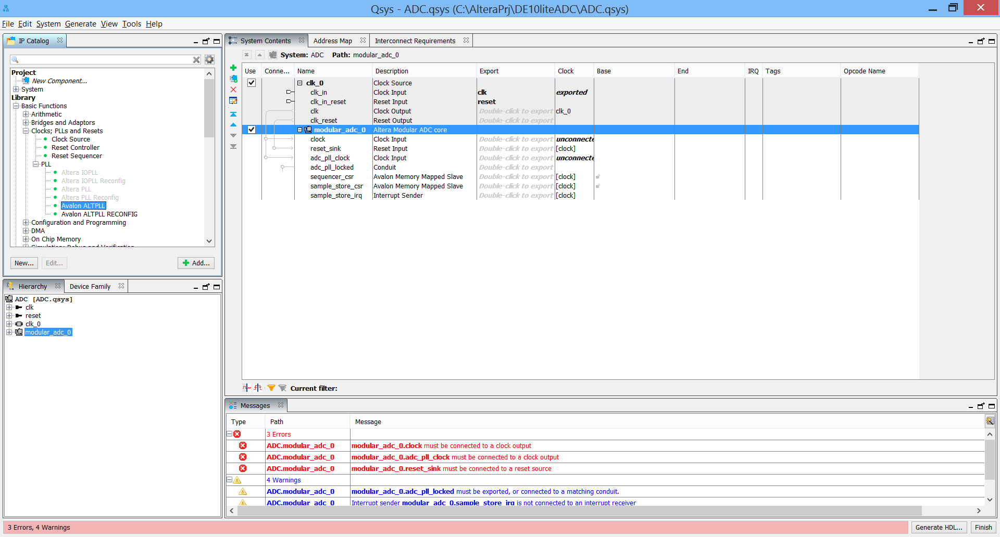 Qsys - ADC.qsys (C:\AlteraPrj\DE10liteADC\ADC.qsys)
File Edit System Generate View Tools Help
IP Catalog
Project
New Component...
System
Library
Basic Functions
Arithmetic
Bridges and Adaptors
Clocks; PLLs and Resets
Clock Source
Reset Controller
Reset Sequencer
PLL
Altera IOPLL
Altera IOPLL Reconfig
Altera PLL
Altera PLL Reconfig
Avalon ALTPLL
Avalon ALTPLL RECONFIG
Configuration and Programming
DMA
On Chip Memory
Simulation; Debug and Verification
New... Edit... Add...
Hierarchy Device Family
ADC [ADC.qsys]
clk
reset
clk_0
modular_adc_0
System Contents Address Map Interconnect Requirements
System: ADC Path: modular_adc_0
Use Conne... Name Description Export Clock Base End IRQ Tags Opcode Name
clk_0 Clock Source
clk_in Clock Input clk exported
clk_in_reset Reset Input reset
clk Clock Output Double-click to export clk_0
clk_reset Reset Output Double-click to export
modular_adc_0 Altera Modular ADC core
clock Clock Input Double-click to export unconnecte
reset_sink Reset Input Double-click to export [clock]
adc_pll_clock Clock Input Double-click to export unconnecte
adc_pll_locked Conduit Double-click to export
sequencer_csr Avalon Memory Mapped Slave Double-click to export [clock]
sample_store_csr Avalon Memory Mapped Slave Double-click to export [clock]
sample_store_irq Interrupt Sender Double-click to export [clock]
Current filter:
Messages
Type Path Message
3 Errors
ADC.modular_adc_0 modular_adc_0.clock must be connected to a clock output
ADC.modular_adc_0 modular_adc_0.adc_pll_clock must be connected to a clock output
ADC.modular_adc_0 modular_adc_0.reset_sink must be connected to a reset source
4 Warnings
ADC.modular_adc_0 modular_adc_0.adc_pll_locked must be exported, or connected to a matching conduit.
ADC.modular_adc_0 Interrupt sender modular_adc_0.sample_store_irq is not connected to an interrupt receiver
3 Errors, 4 Warnings
Generate HDL... Finish